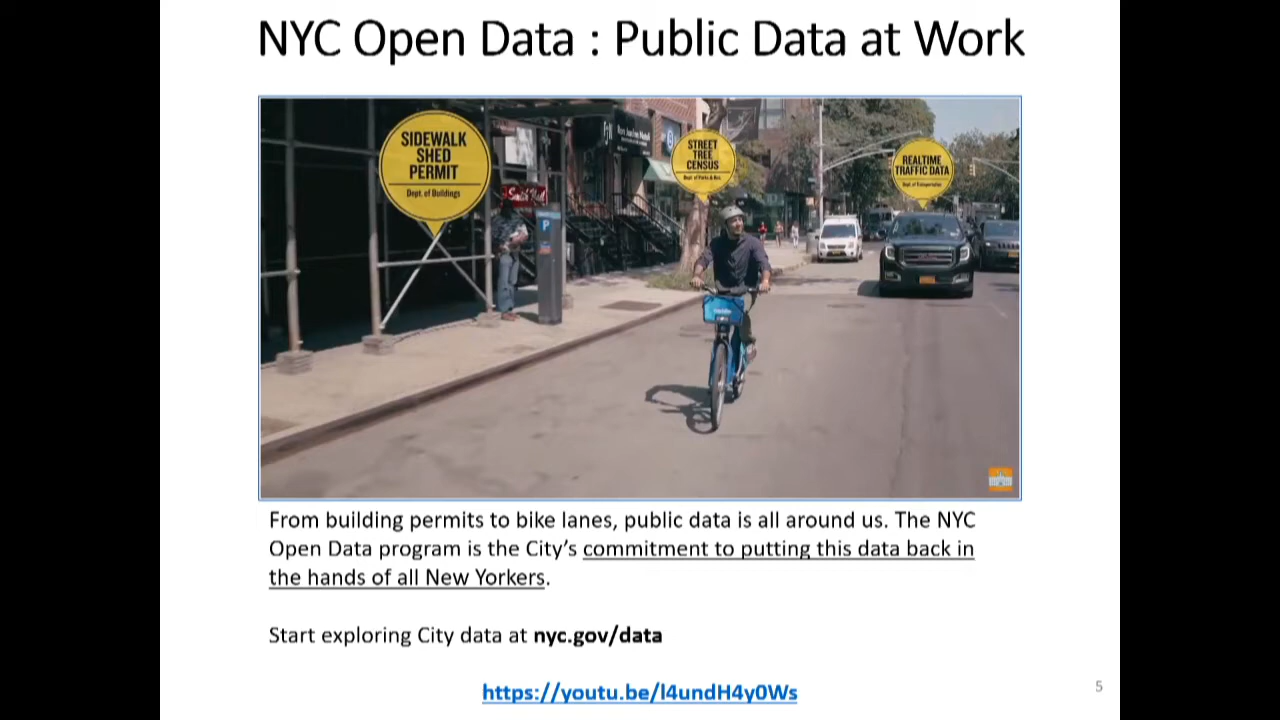 NYC Open Data : Public Data at Work
SIDEWALK
SHED
PERMIT
Dept. of Buildings
STREET
TREE
CENSUS
Dept. of Parks & Rec.
REALTIME
TRAFFIC DATA
Dept. of Transportation
P
From building permits to bike lanes, public data is all around us. The NYC
Open Data program is the City's commitment to putting this data back in
the hands of all New Yorkers.
Start exploring City data at nyc.gov/data
https://youtu.be/l4undH4y0Ws
5